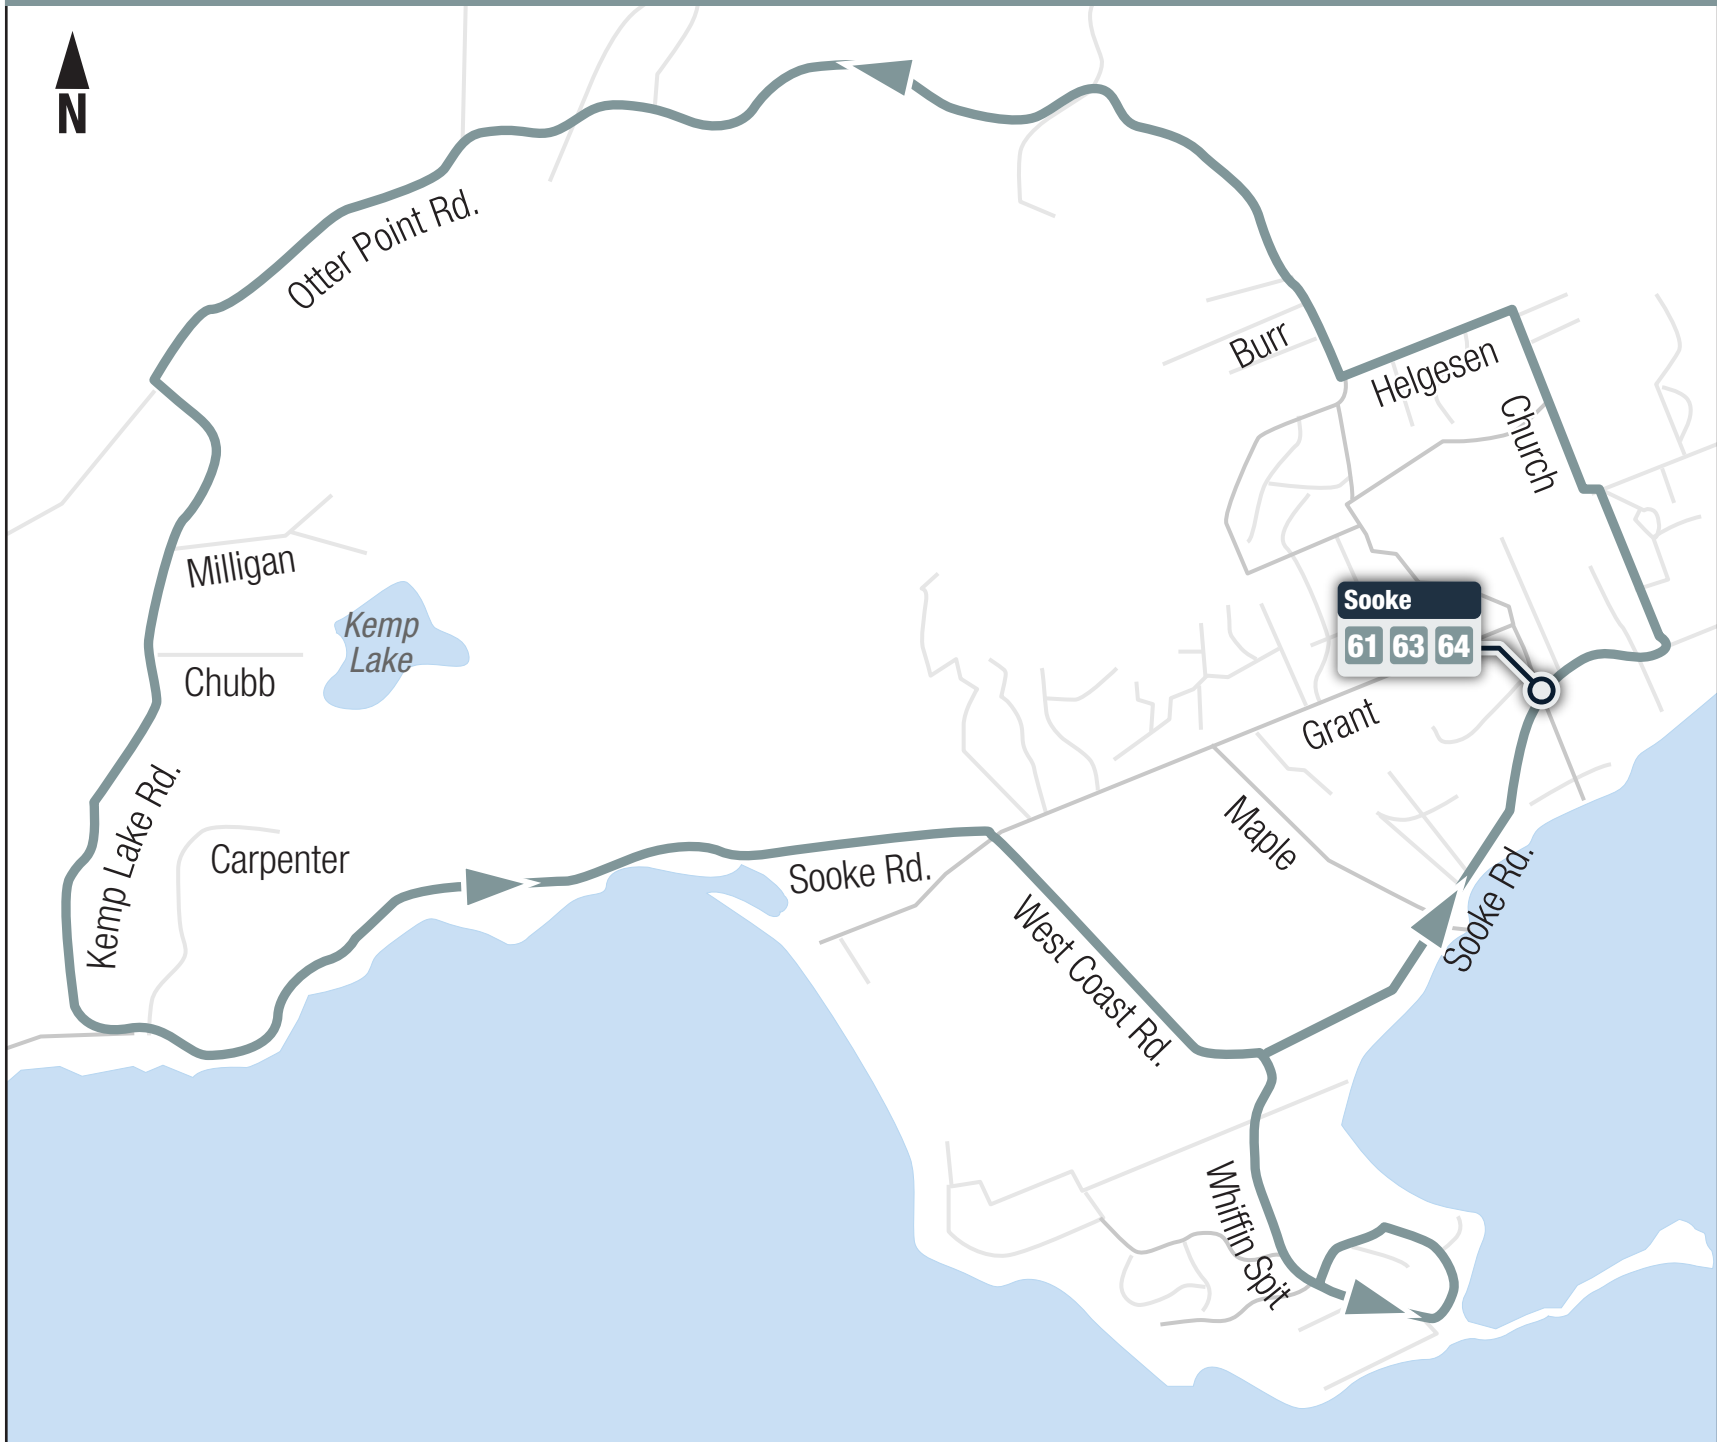 N
Otter Point Rd.
Burr
Helgesen
Church
Milligan
Kemp
Lake
Chubb
Sooke
61 63 64
Grant
Kemp Lake Rd.
Carpenter
Maple
Sooke Rd.
Sooke Rd.
West Coast Rd.
Whiffin Spit